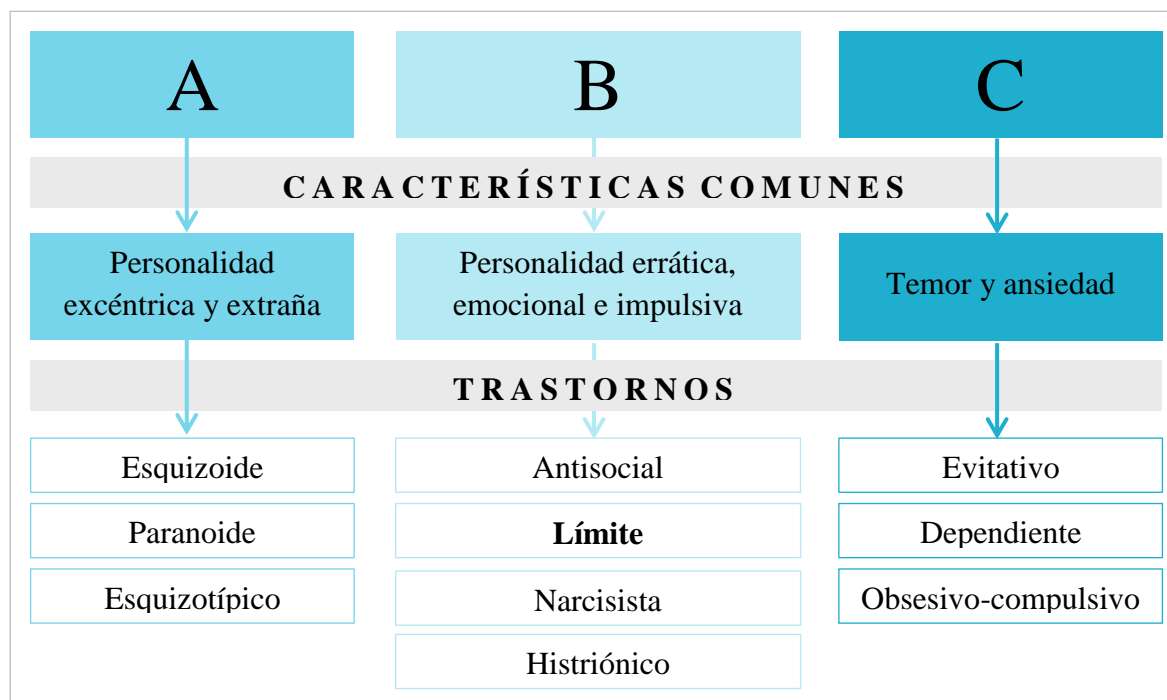 A
B
C
CARACTERÍSTICAS COMUNES
Personalidad
excéntrica y extraña
Personalidad errática,
emocional e impulsiva
Temor y ansiedad
TRASTORNOS
Esquizoide
Paranoide
Esquizotípico
Antisocial
Límite
Narcisista
Histriónico
Evitativo
Dependiente
Obsesivo-compulsivo